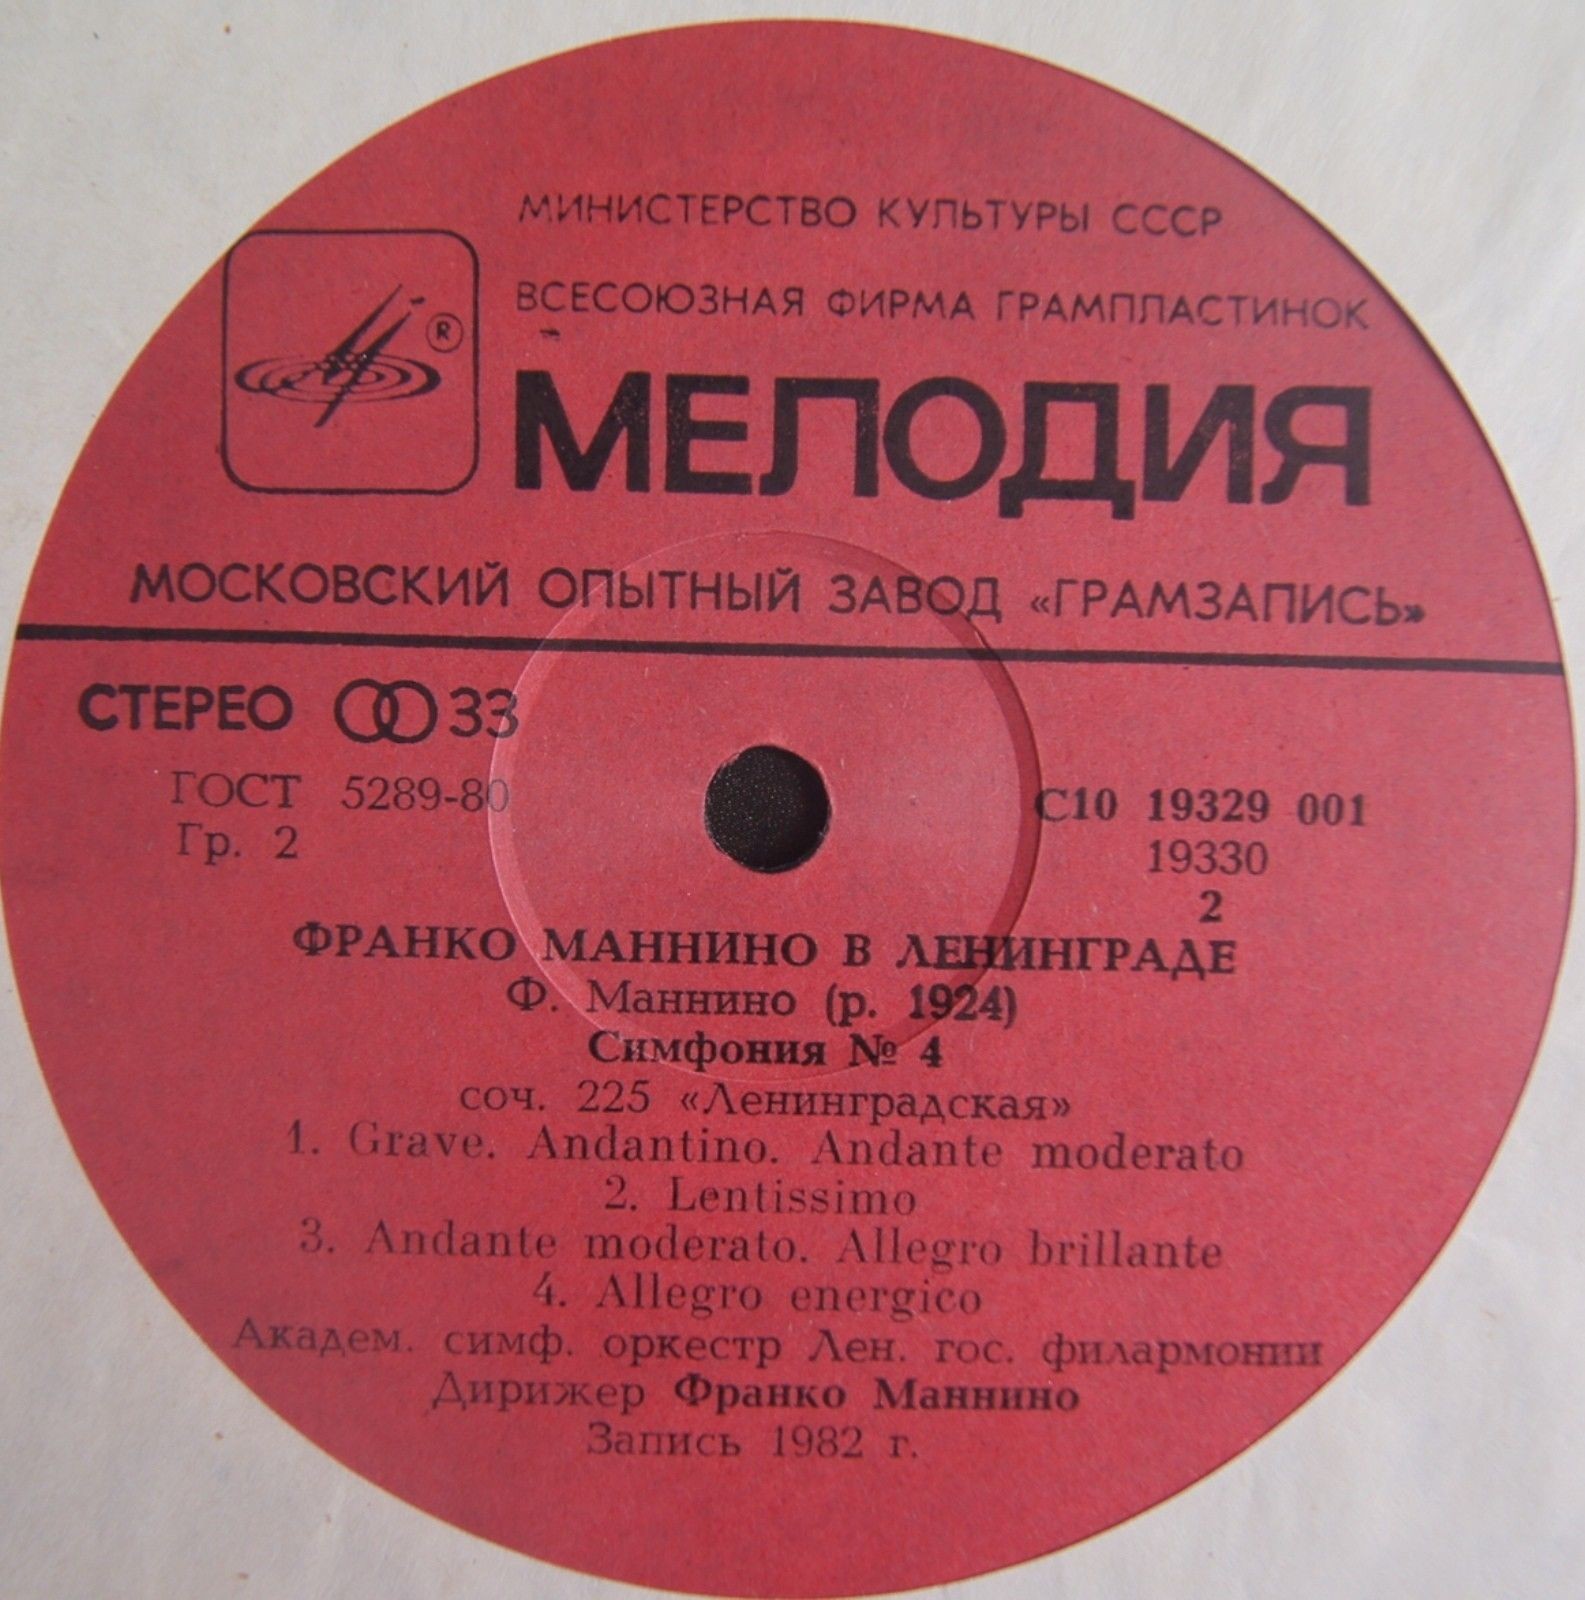 МИНИСТЕРСТВО КУЛЬТУРЫ СССР
ВСЕСОЮЗНАЯ ФИРМА ГРАМПЛАСТИНОК
®
МЕЛОДИЯ
МОСКОВСКИЙ ОПЫТНЫЙ ЗАВОД «ГРАМЗАПИСЬ»
СТЕРЕО 33
ГОСТ 5289-80
Гр. 2
С10 19329 001
19330
2
ФРАНКО МАННИНО В ЛЕНИНГРАДЕ
Ф. Маннино (р. 1924)
Симфония № 4
соч. 225 «Ленинградская»
1. Grave. Andantino. Andante moderato
2. Lentissimo
3. Andante moderato. Allegro brillante
4. Allegro energico
Академ. симф. оркестр Лен. гос. филармонии
Дирижер Франко Маннино
Запись 1982 г.